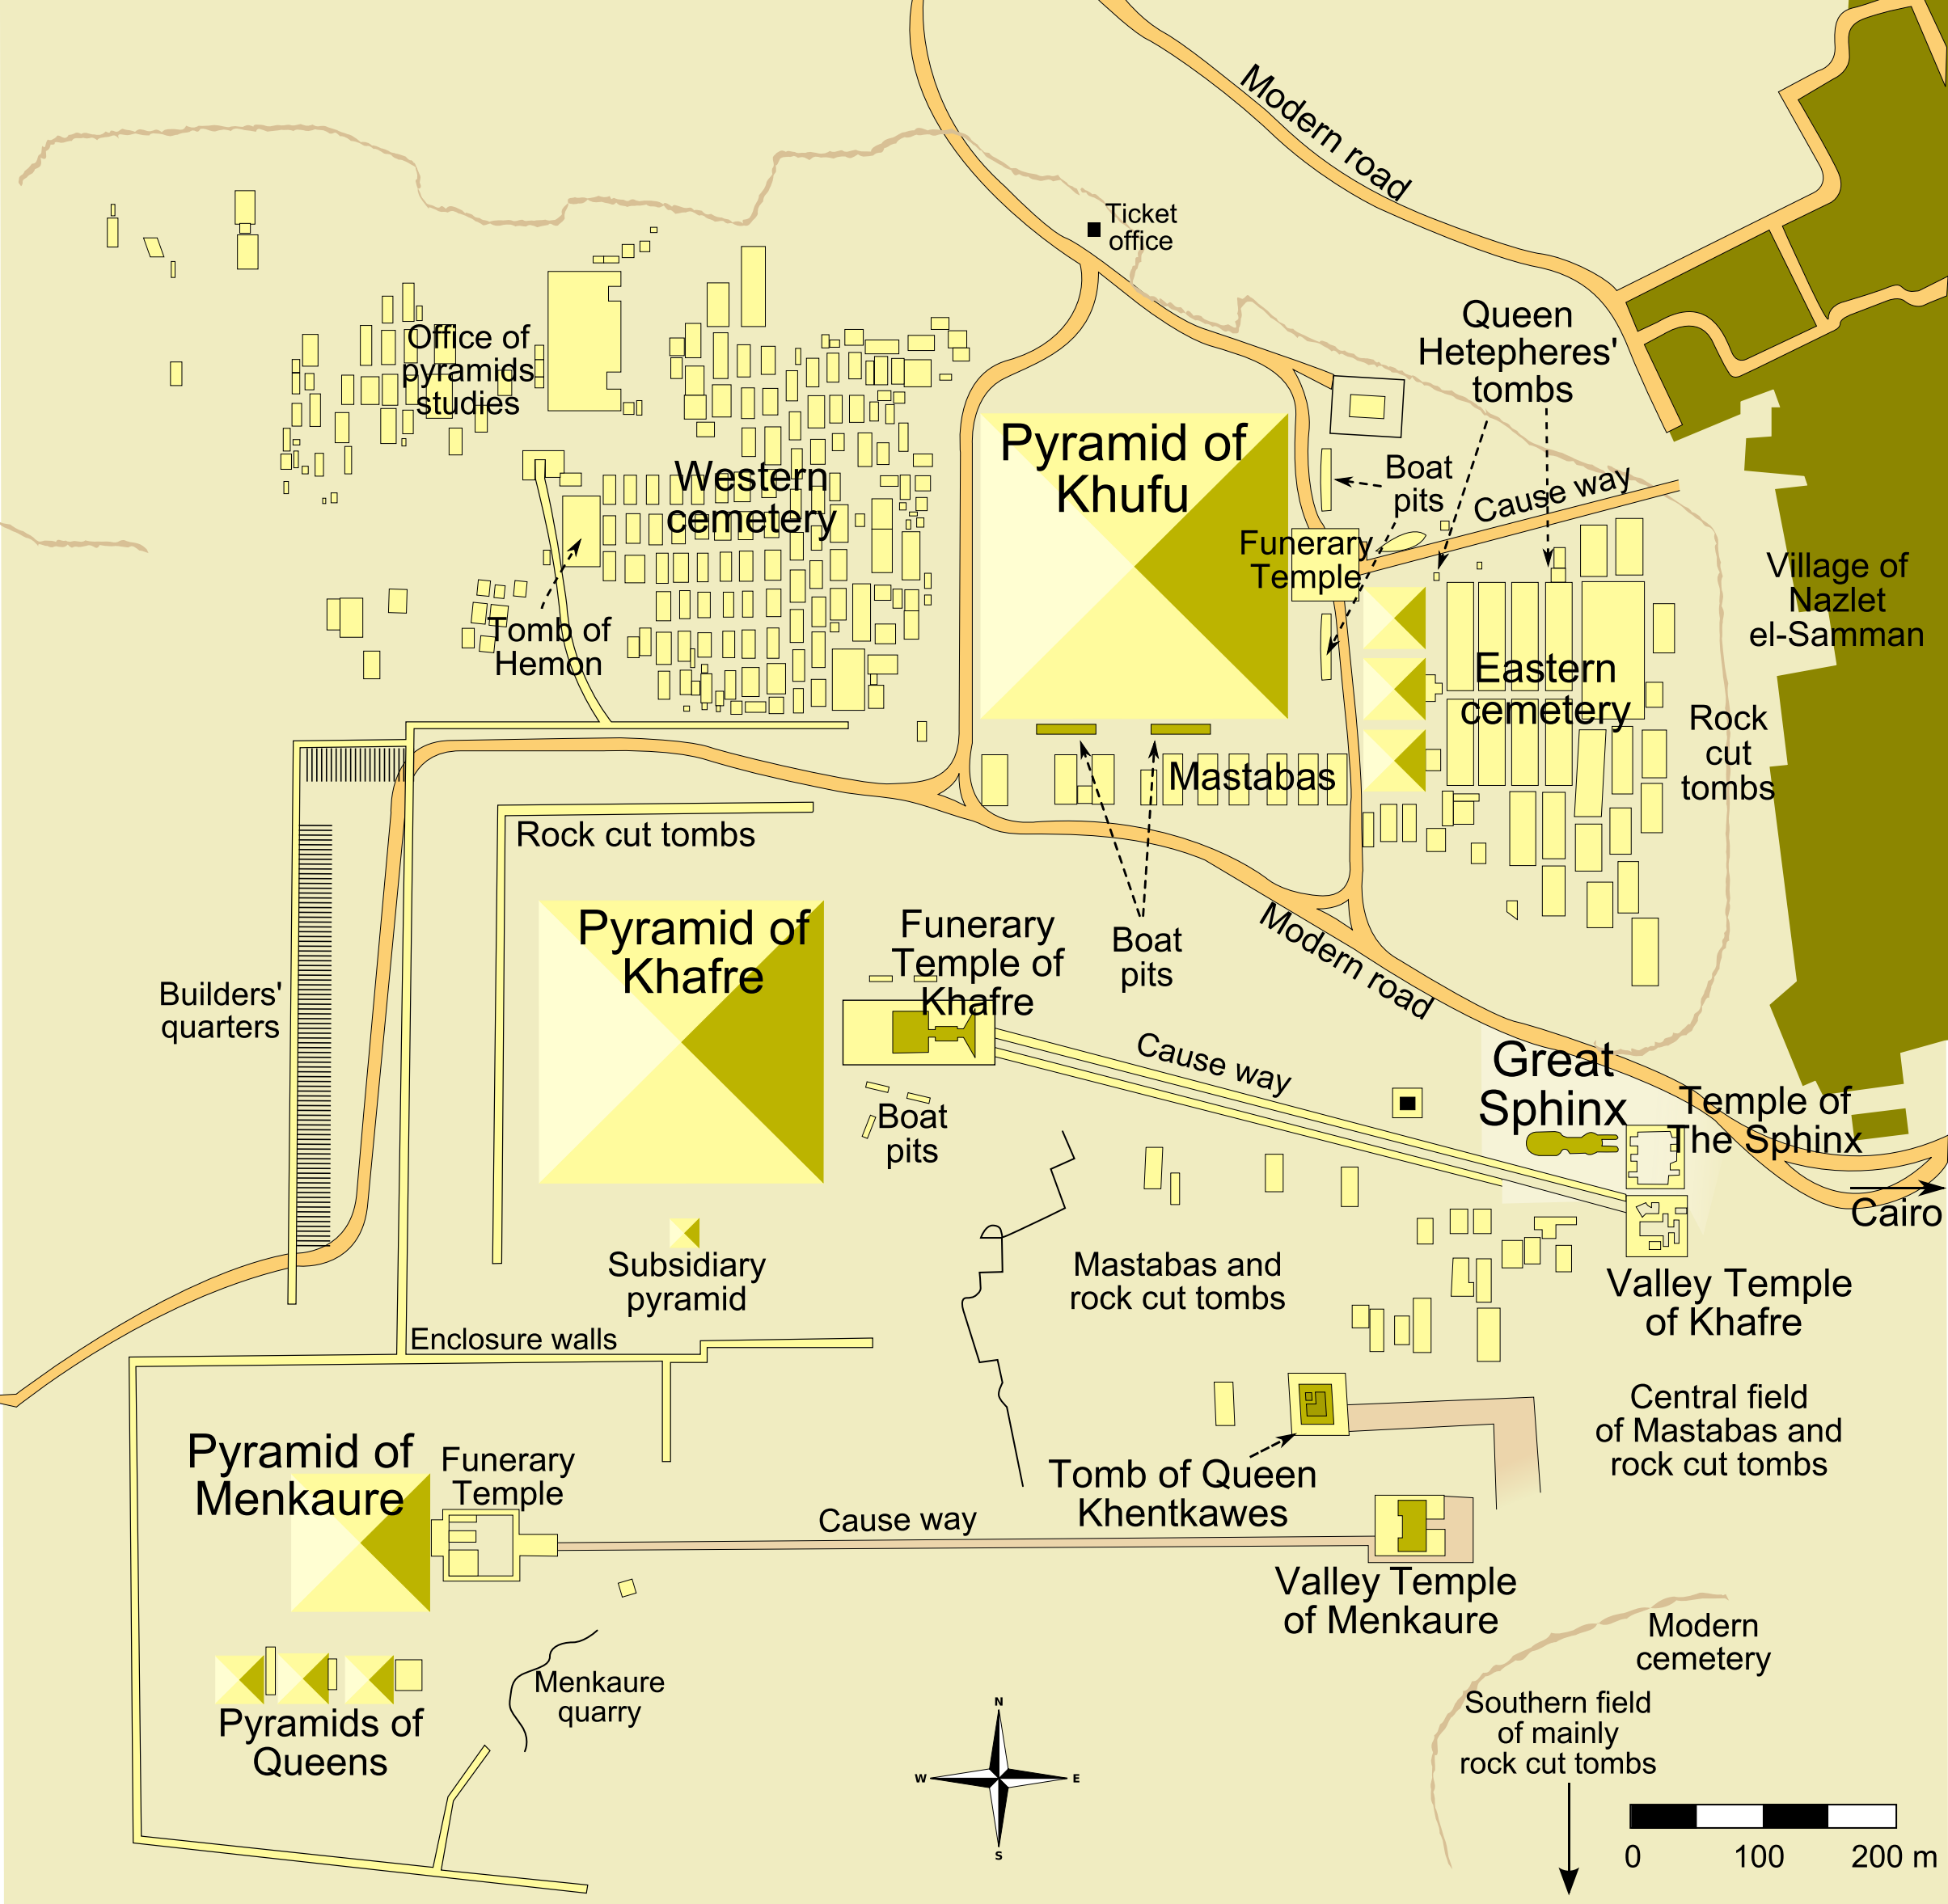 Modern road
Ticket
office
Queen
Hetepheres'
tombs
Office of
pyramids
studies
Pyramid of
Khufu
Western
cemetery
Boat
pits
Cause way
Funerary
Temple
Village of
Nazlet
el-Samman
Tomb of
Hemon
Eastern
cemetery
Rock
cut
tombs
Mastabas
Rock cut tombs
Pyramid of
Khafre
Funerary
Temple of
Khafre
Boat
pits
Modern road
Builders'
quarters
Cause way
Great
Sphinx
Temple of
The Sphinx
Boat
pits
Cairo
Subsidiary
pyramid
Mastabas and
rock cut tombs
Valley Temple
of Khafre
Enclosure walls
Central field
of Mastabas and
rock cut tombs
Pyramid of
Menkaure
Funerary
Temple
Tomb of Queen
Khentkawes
Cause way
Valley Temple
of Menkaure
Modern
cemetery
Menkaure
quarry
Pyramids of
Queens
Southern field
of mainly
rock cut tombs
N
W E
S
0 100 200 m